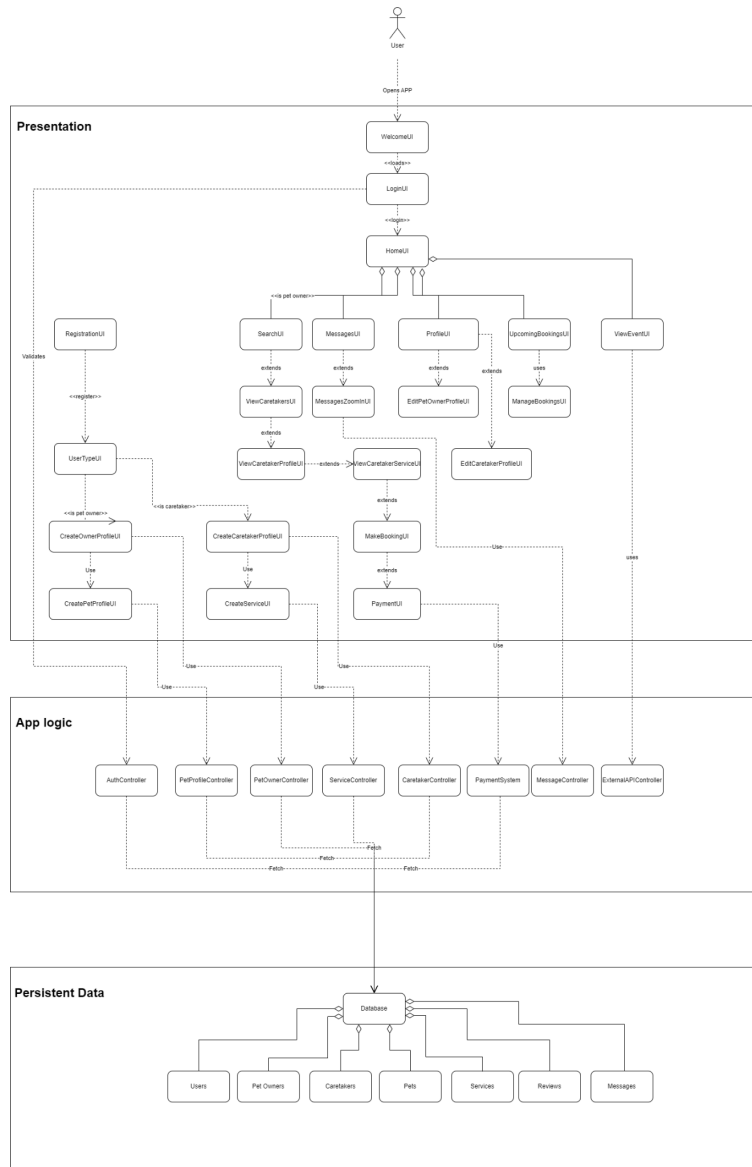 User
Opens APP
Presentation
WelcomeUI
<<loads>>
LoginUI
<<login>>
HomeUI
<<is pet owner>>
RegistrationUI
SearchUI
MessagesUI
ProfileUI
UpcomingBookingsUI
ViewEventUI
Validates
extends
extends
extends
extends
uses
<<register>>
ViewCaretakersUI
MessagesZoomInUI
EditPetOwnerProfileUI
ManageBookingsUI
extends
UserTypeUI
ViewCaretakerProfileUI
extends
ViewCaretakerServiceUI
EditCaretakerProfileUI
<<is caretaker>>
extends
<<is pet owner>>
CreateOwnerProfileUI
CreateCaretakerProfileUI
MakeBookingUI
Use
uses
Use
Use
extends
CreatePetProfileUI
CreateServiceUI
PaymentUI
Use
Use
Use
Use
Use
App logic
AuthController
PetProfileController
PetOwnerController
ServiceController
CaretakerController
PaymentSystem
MessageController
ExternalAPIController
Fetch
Fetch
Fetch
Fetch
Persistent Data
Database
Users
Pet Owners
Caretakers
Pets
Services
Reviews
Messages